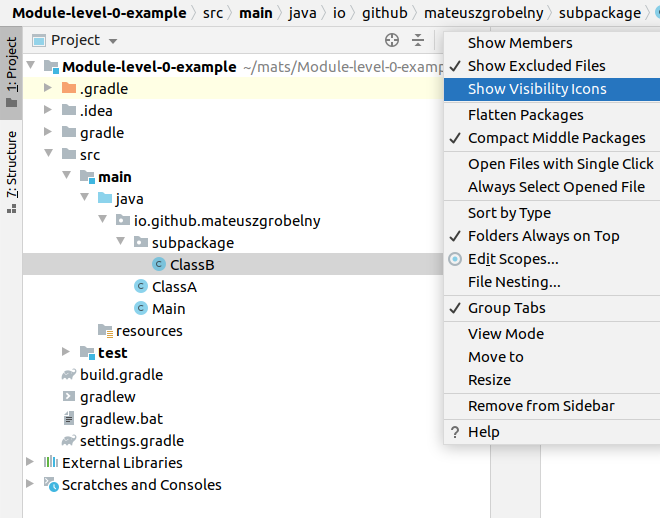 Module-level-0-example › src › main › java › io › github › mateuszgrobelny › subpackage ›
1: Project
7: Structure
Project
Module-level-0-example ~/mats/Module-level-0-examp
.gradle
.idea
gradle
src
main
java
io.github.mateuszgrobelny
subpackage
ClassB
ClassA
Main
resources
test
build.gradle
gradlew
gradlew.bat
settings.gradle
External Libraries
Scratches and Consoles
Show Members
Show Excluded Files
Show Visibility Icons
Flatten Packages
Compact Middle Packages
Open Files with Single Click
Always Select Opened File
Sort by Type
Folders Always on Top
Edit Scopes...
File Nesting...
Group Tabs
View Mode
Move to
Resize
Remove from Sidebar
? Help